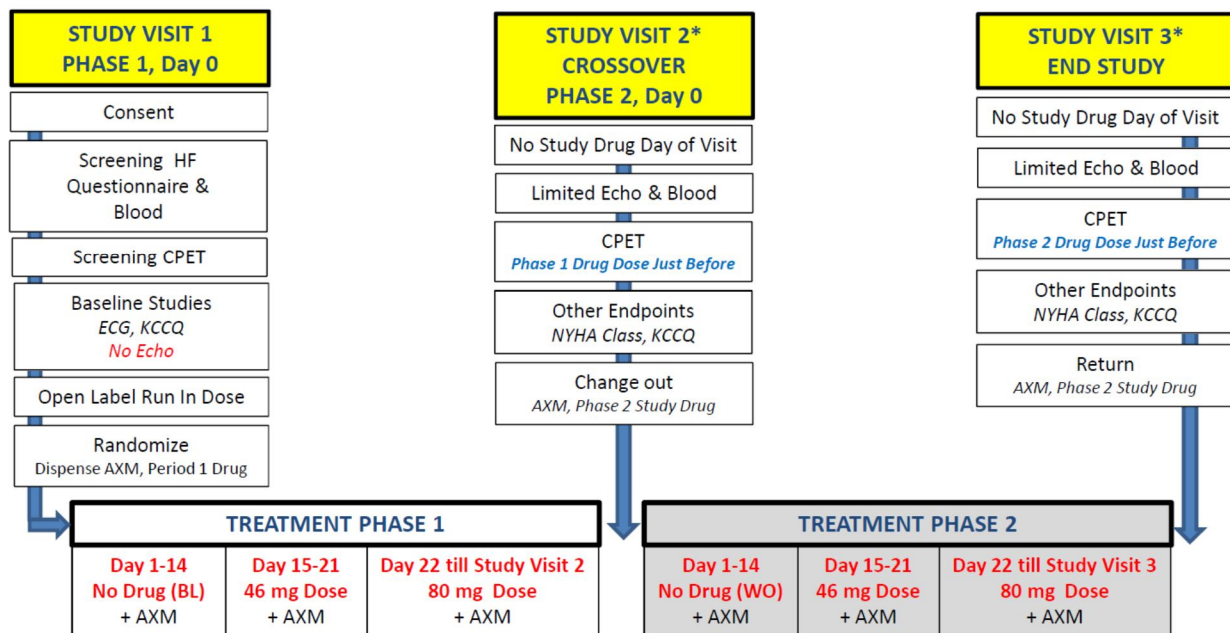 STUDY VISIT 1
PHASE 1, Day 0
Consent
Screening HF
Questionnaire &
Blood
Screening CPET
Baseline Studies
ECG, KCCQ
No Echo
Open Label Run In Dose
Randomize
Dispense AXM, Period 1 Drug
STUDY VISIT 2*
CROSSOVER
PHASE 2, Day 0
No Study Drug Day of Visit
Limited Echo & Blood
CPET
Phase 1 Drug Dose Just Before
Other Endpoints
NYHA Class, KCCQ
Change out
AXM, Phase 2 Study Drug
STUDY VISIT 3*
END STUDY
No Study Drug Day of Visit
Limited Echo & Blood
CPET
Phase 2 Drug Dose Just Before
Other Endpoints
NYHA Class, KCCQ
Return
AXM, Phase 2 Study Drug
TREATMENT PHASE 1
Day 1-14
No Drug (BL)
+ AXM
Day 15-21
46 mg Dose
+ AXM
Day 22 till Study Visit 2
80 mg Dose
+ AXM
TREATMENT PHASE 2
Day 1-14
No Drug (WO)
+ AXM
Day 15-21
46 mg Dose
+ AXM
Day 22 till Study Visit 3
80 mg Dose
+ AXM